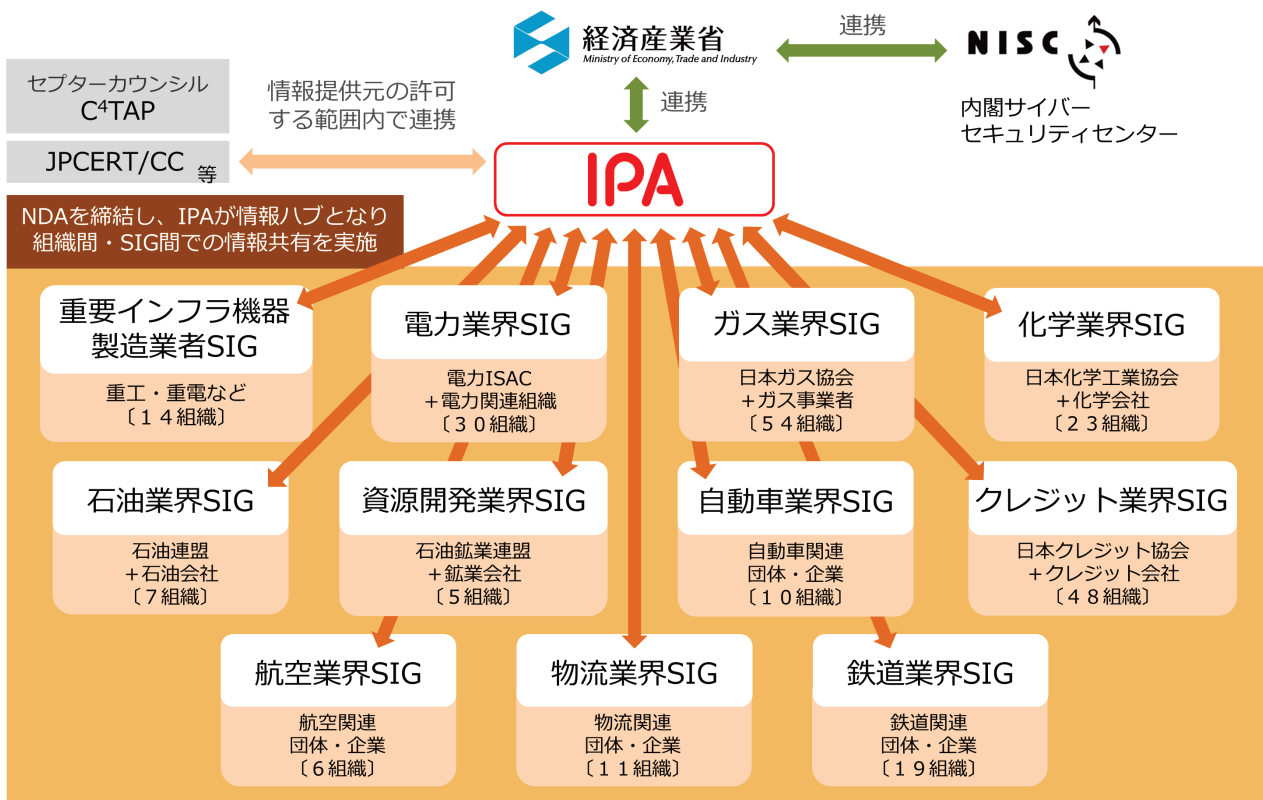 経済産業省
Ministry of Economy, Trade and Industry
連携
NISC
内閣サイバー
セキュリティセンター
連携
セプターカウンシル
C⁴TAP
JPCERT/CC 等
情報提供元の許可
する範囲内で連携
IPA
NDAを締結し、IPAが情報ハブとなり
組織間・SIG間での情報共有を実施
重要インフラ機器
製造業者SIG
重工・重電など
〔１４組織〕
電力業界SIG
電力ISAC
＋電力関連組織
〔３０組織〕
ガス業界SIG
日本ガス協会
＋ガス事業者
〔５４組織〕
化学業界SIG
日本化学工業協会
＋化学会社
〔２３組織〕
石油業界SIG
石油連盟
＋石油会社
〔７組織〕
資源開発業界SIG
石油鉱業連盟
＋鉱業会社
〔５組織〕
自動車業界SIG
自動車関連
団体・企業
〔１０組織〕
クレジット業界SIG
日本クレジット協会
＋クレジット会社
〔４８組織〕
航空業界SIG
航空関連
団体・企業
〔６組織〕
物流業界SIG
物流関連
団体・企業
〔１１組織〕
鉄道業界SIG
鉄道関連
団体・企業
〔１９組織〕